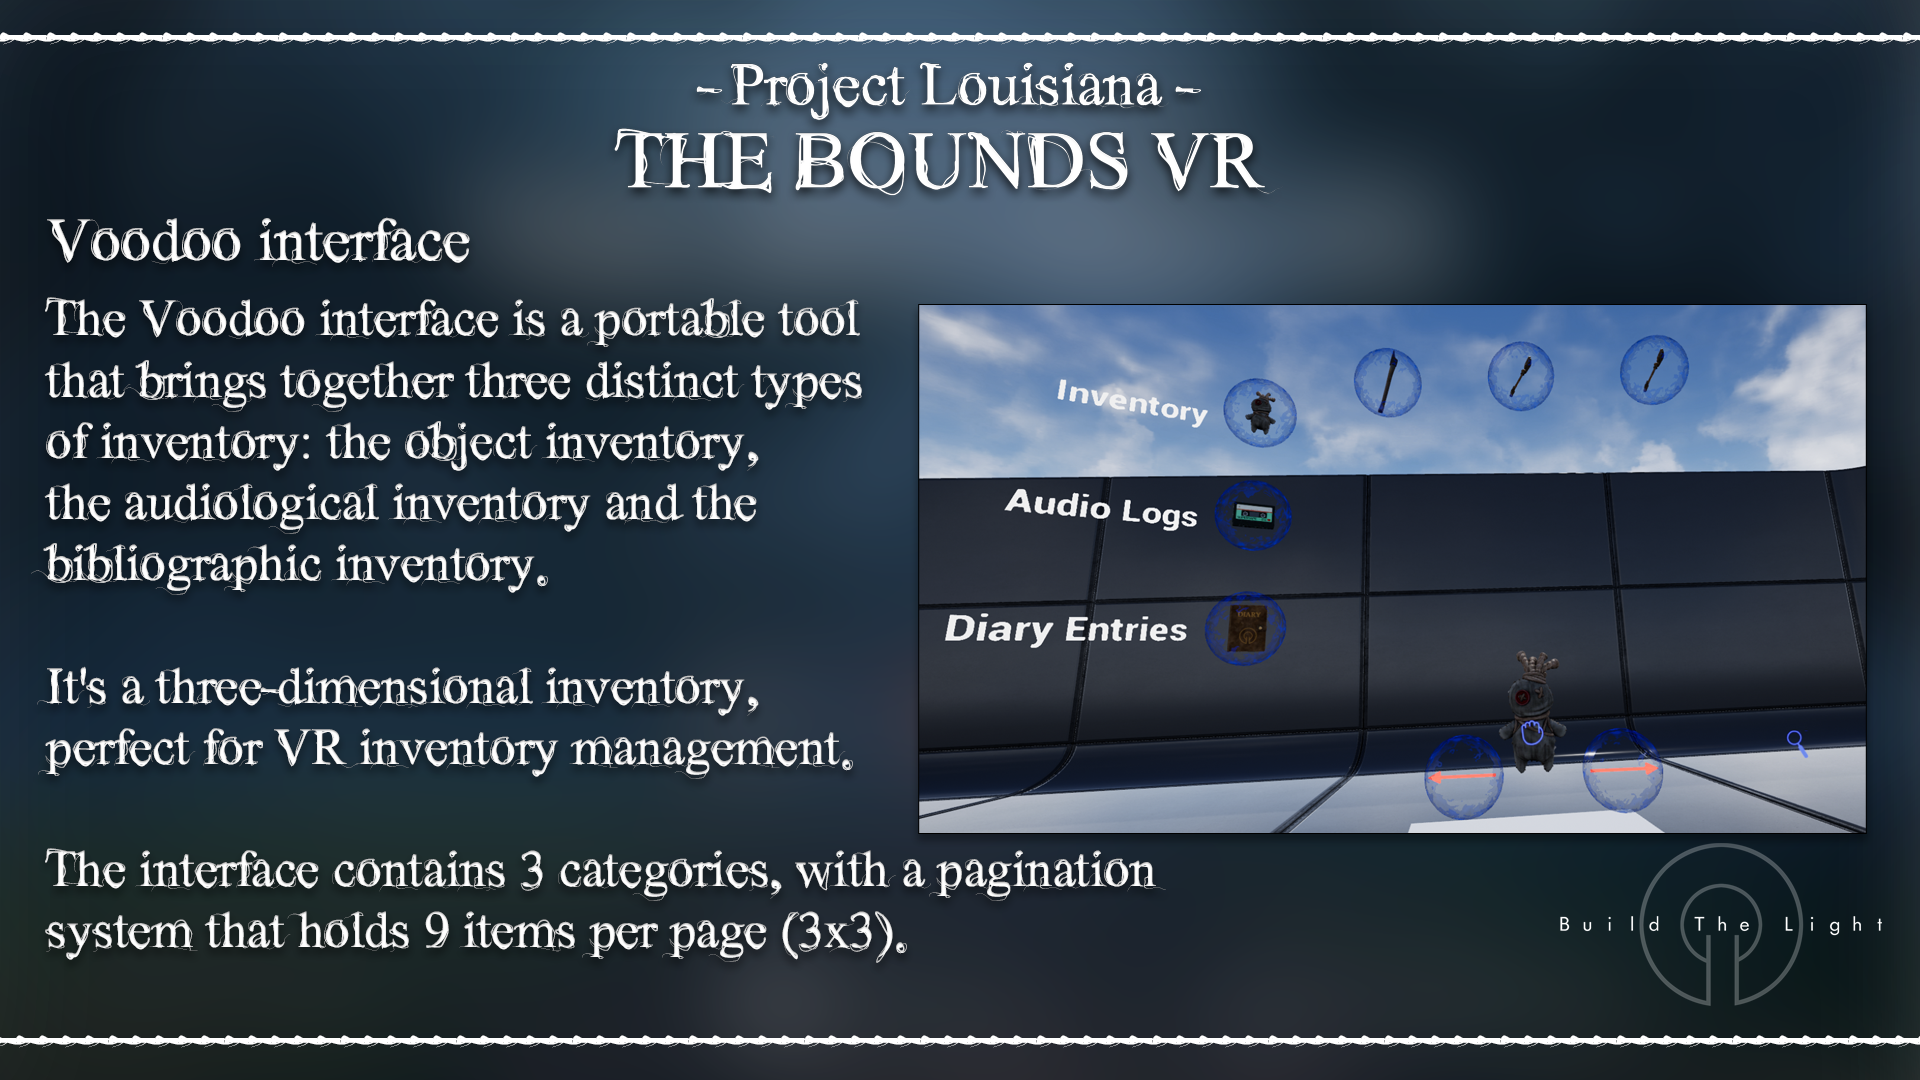 - Project Louisiana -
THE BOUNDS VR
Voodoo interface
The Voodoo interface is a portable tool
that brings together three distinct types
of inventory: the object inventory,
the audiological inventory and the
bibliographic inventory.
It's a three-dimensional inventory,
perfect for VR inventory management.
The interface contains 3 categories, with a pagination
system that holds 9 items per page (3x3).
Inventory
Audio Logs
Diary Entries
DIARY
Build The Light